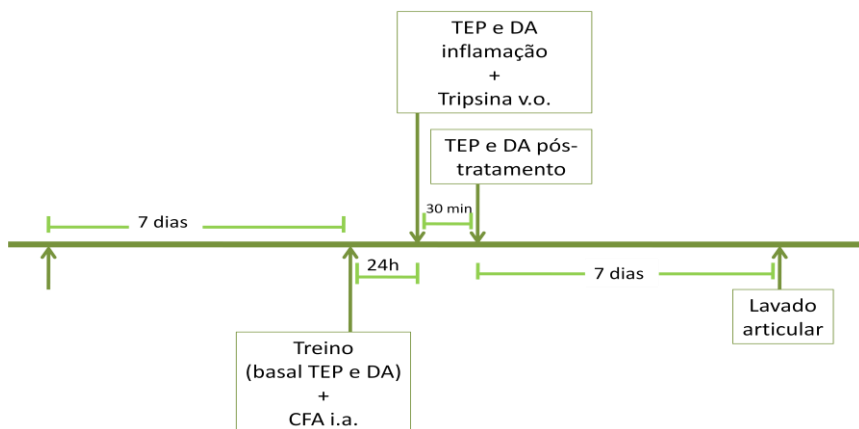 TEP e DA
inflamação
+
Tripsina v.o.
TEP e DA pós-
tratamento
30 min
7 dias
24h
7 dias
Treino
(basal TEP e DA)
+
CFA i.a.
Lavado
articular